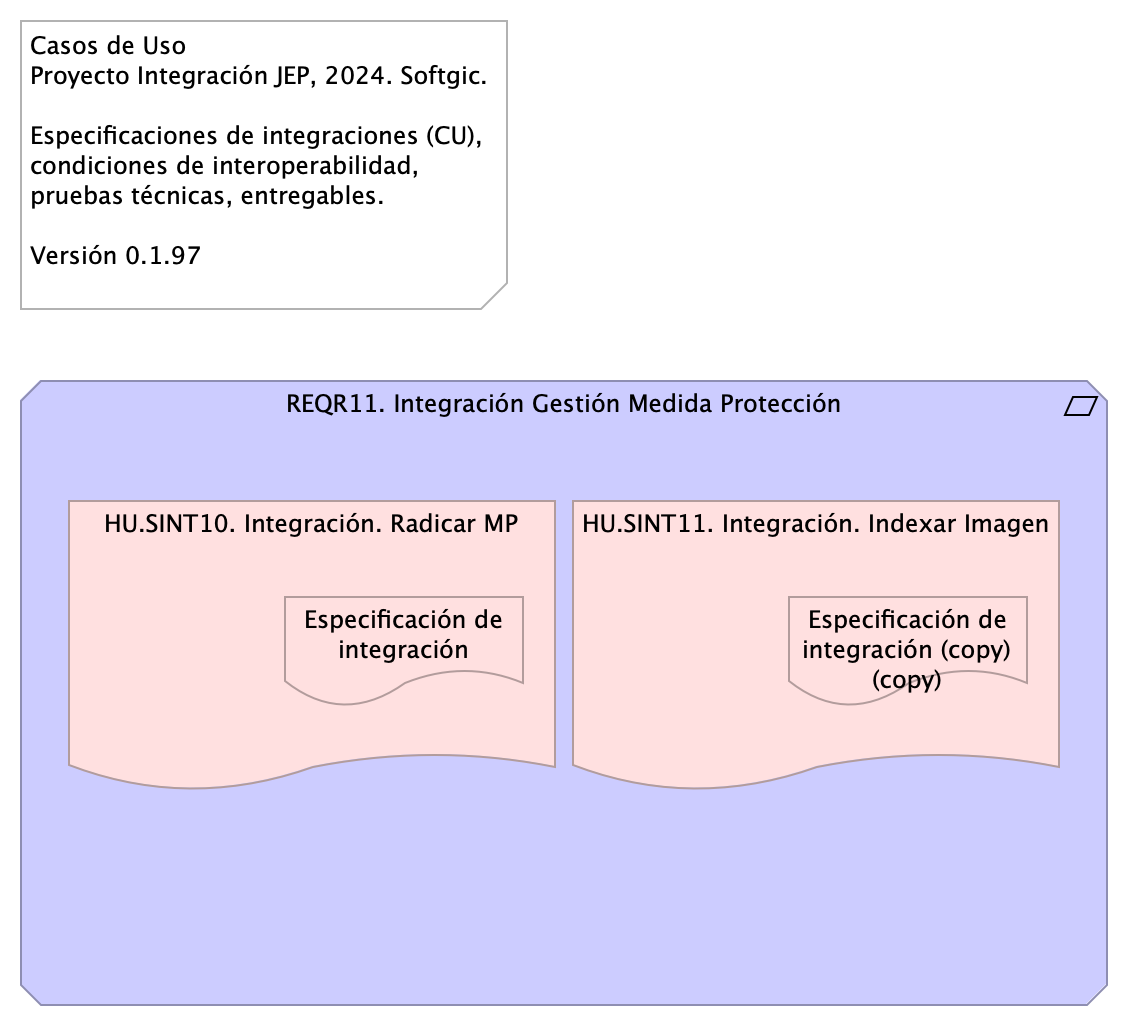 Casos de Uso
Proyecto Integración JEP, 2024. Softgic.
Especificaciones de integraciones (CU),
condiciones de interoperabilidad,
pruebas técnicas, entregables.
Versión 0.1.97
REQR11. Integración Gestión Medida Protección
HU.SINT10. Integración. Radicar MP
Especificación de
integración
HU.SINT11. Integración. Indexar Imagen
Especificación de
integración (copy)
(copy)